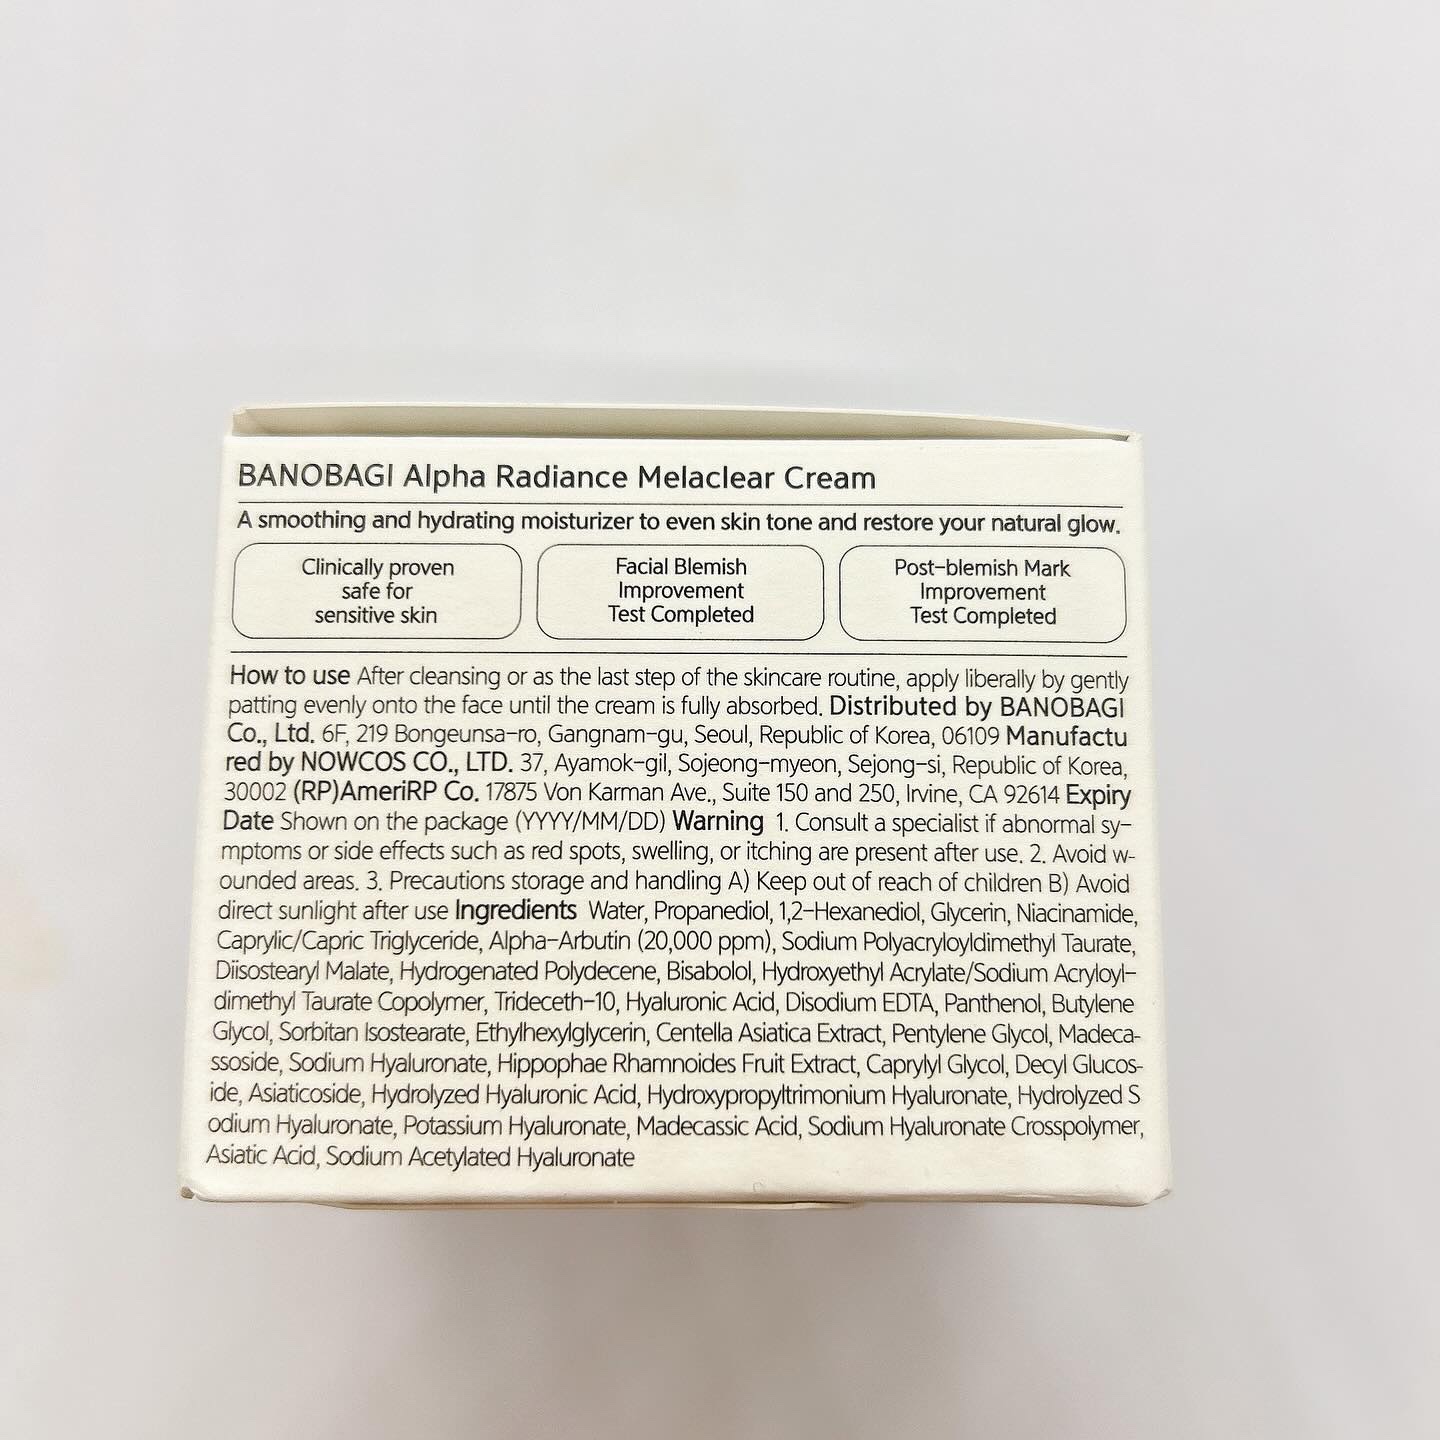 BANOBAGI Alpha Radiance Melaclear Cream
A smoothing and hydrating moisturizer to even skin tone and restore your natural glow.
Clinically proven
safe for
sensitive skin
Facial Blemish
Improvement
Test Completed
Post-blemish Mark
Improvement
Test Completed
How to use After cleansing or as the last step of the skincare routine, apply liberally by gently
patting evenly onto the face until the cream is fully absorbed. Distributed by BANOBAGI
Co., Ltd. 6F, 219 Bongeunsa-ro, Gangnam-gu, Seoul, Republic of Korea, 06109 Manufactu
red by NOWCOS CO., LTD. 37, Ayamok-gil, Sojeong-myeon, Sejong-si, Republic of Korea,
30002 (RP)AmeriRP Co. 17875 Von Karman Ave., Suite 150 and 250, Irvine, CA 92614 Expiry
Date Shown on the package (YYYY/MM/DD) Warning 1. Consult a specialist if abnormal sy-
mptoms or side effects such as red spots, swelling, or itching are present after use. 2. Avoid w-
ounded areas. 3. Precautions storage and handling A) Keep out of reach of children B) Avoid
direct sunlight after use Ingredients Water, Propanediol, 1,2-Hexanediol, Glycerin, Niacinamide,
Caprylic/Capric Triglyceride, Alpha-Arbutin (20,000 ppm), Sodium Polyacryloyldimethyl Taurate,
Diisostearyl Malate, Hydrogenated Polydecene, Bisabolol, Hydroxyethyl Acrylate/Sodium Acryloyl-
dimethyl Taurate Copolymer, Trideceth-10, Hyaluronic Acid, Disodium EDTA, Panthenol, Butylene
Glycol, Sorbitan Isostearate, Ethylhexylglycerin, Centella Asiatica Extract, Pentylene Glycol, Madeca-
ssoside, Sodium Hyaluronate, Hippophae Rhamnoides Fruit Extract, Caprylyl Glycol, Decyl Glucos-
ide, Asiaticoside, Hydrolyzed Hyaluronic Acid, Hydroxypropyltrimonium Hyaluronate, Hydrolyzed S
odium Hyaluronate, Potassium Hyaluronate, Madecassic Acid, Sodium Hyaluronate Crosspolymer,
Asiatic Acid, Sodium Acetylated Hyaluronate